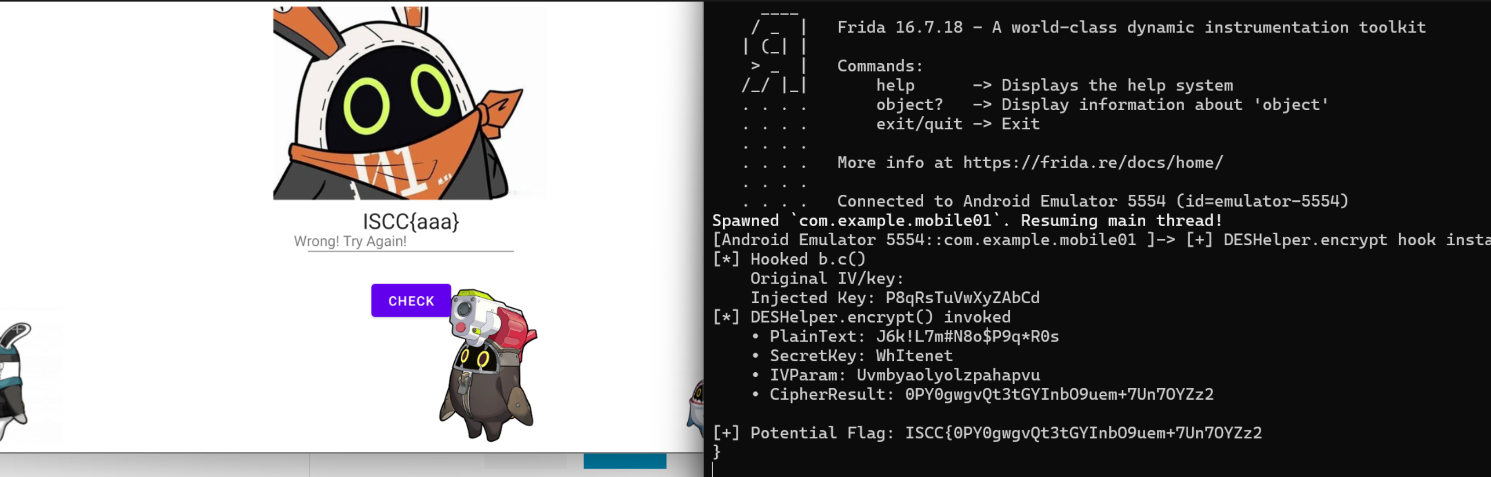 ISCC{aaa}
Wrong! Try Again!
CHECK
Frida 16.7.18 - A world-class dynamic instrumentation toolkit
Commands:
help -> Displays the help system
object? -> Display information about 'object'
exit/quit -> Exit
More info at https://frida.re/docs/home/
Connected to Android Emulator 5554 (id=emulator-5554)
Spawned `com.example.mobile01`. Resuming main thread!
[Android Emulator 5554::com.example.mobile01 ]-> [+] DESHelper.encrypt hook insta
[*] Hooked b.c()
Original IV/key:
Injected Key: P8qRsTuVwXyZAbCd
[*] DESHelper.encrypt() invoked
• PlainText: J6k!L7m#N8o$P9q*R0s
• SecretKey: WhItenet
• IVParam: Uvmbyaolyolzpahapvu
• CipherResult: 0PY0gwgvQt3tGYInbO9uem+7Un7OYZz2
[+] Potential Flag: ISCC{0PY0gwgvQt3tGYInbO9uem+7Un7OYZz2
}